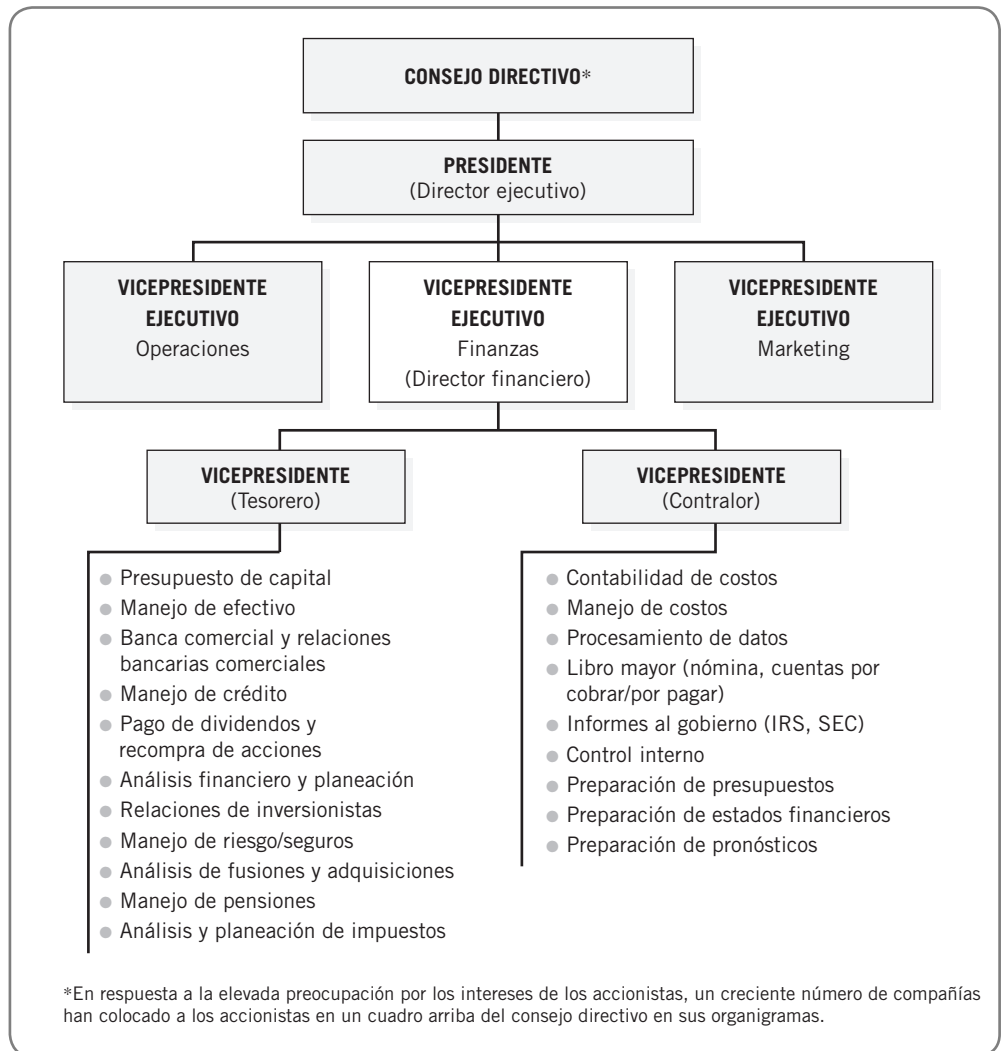 CONSEJO DIRECTIVO*
PRESIDENTE
(Director ejecutivo)
VICEPRESIDENTE
EJECUTIVO
Operaciones
VICEPRESIDENTE
EJECUTIVO
Finanzas
(Director financiero)
VICEPRESIDENTE
EJECUTIVO
Marketing
VICEPRESIDENTE
(Tesorero)
● Presupuesto de capital
● Manejo de efectivo
● Banca comercial y relaciones
bancarias comerciales
● Manejo de crédito
● Pago de dividendos y
recompra de acciones
● Análisis financiero y planeación
● Relaciones de inversionistas
● Manejo de riesgo/seguros
● Análisis de fusiones y adquisiciones
● Manejo de pensiones
● Análisis y planeación de impuestos
VICEPRESIDENTE
(Contralor)
● Contabilidad de costos
● Manejo de costos
● Procesamiento de datos
● Libro mayor (nómina, cuentas por
cobrar/por pagar)
● Informes al gobierno (IRS, SEC)
● Control interno
● Preparación de presupuestos
● Preparación de estados financieros
● Preparación de pronósticos
*En respuesta a la elevada preocupación por los intereses de los accionistas, un creciente número de compañías
han colocado a los accionistas en un cuadro arriba del consejo directivo en sus organigramas.